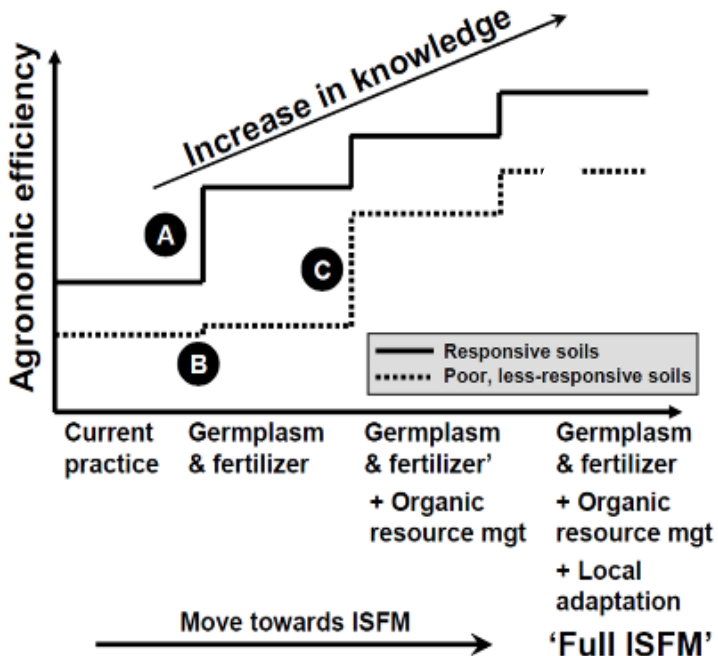 Increase in knowledge
Agronomic efficiency
A
C
B
Responsive soils
Poor, less-responsive soils
Current
practice
Germplasm
& fertilizer
Germplasm
& fertilizer’
+ Organic
resource mgt
Germplasm
& fertilizer
+ Organic
resource mgt
+ Local
adaptation
Move towards ISFM
‘Full ISFM’